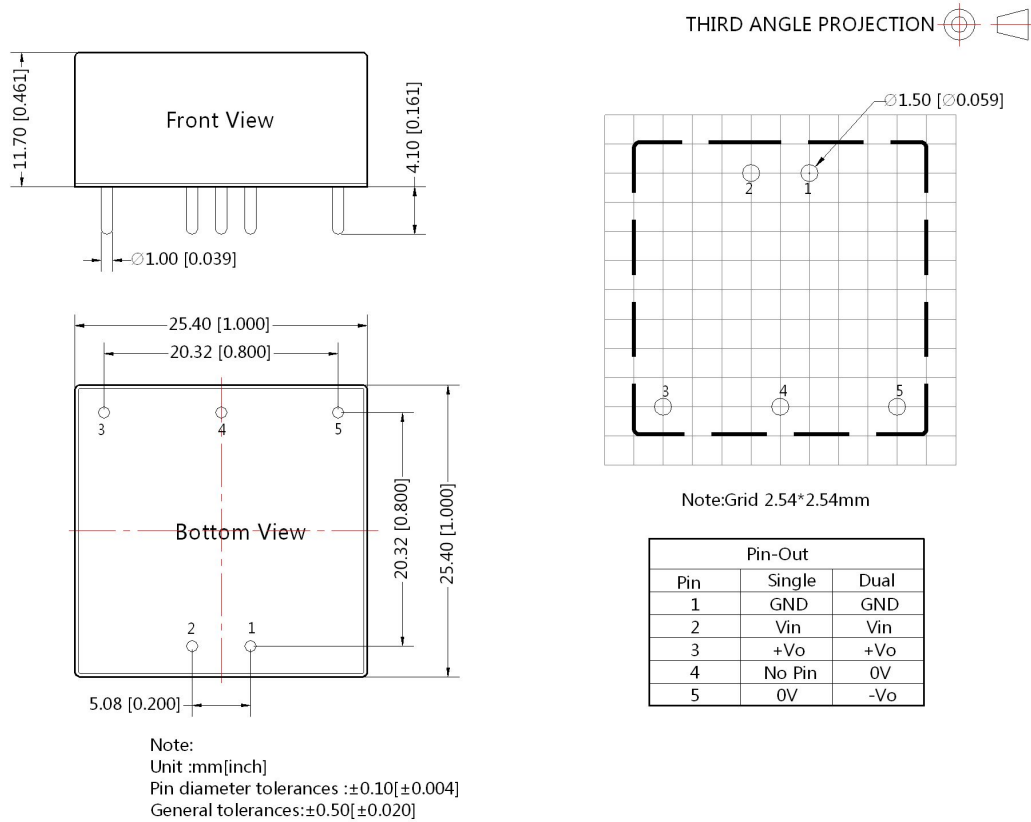 THIRD ANGLE PROJECTION
11.70 [0.461]
Front View
4.10 [0.161]
∅1.00 [0.039]
∅1.50 [∅0.059]
2 1
3 4 5
Note:Grid 2.54*2.54mm
25.40 [1.000]
20.32 [0.800]
3 4 5
Bottom View
20.32 [0.800]
25.40 [1.000]
2 1
5.08 [0.200]
Pin-Out
Pin Single Dual
1 GND GND
2 Vin Vin
3 +Vo +Vo
4 No Pin 0V
5 0V -Vo
Note:
Unit :mm[inch]
Pin diameter tolerances :±0.10[±0.004]
General tolerances:±0.50[±0.020]